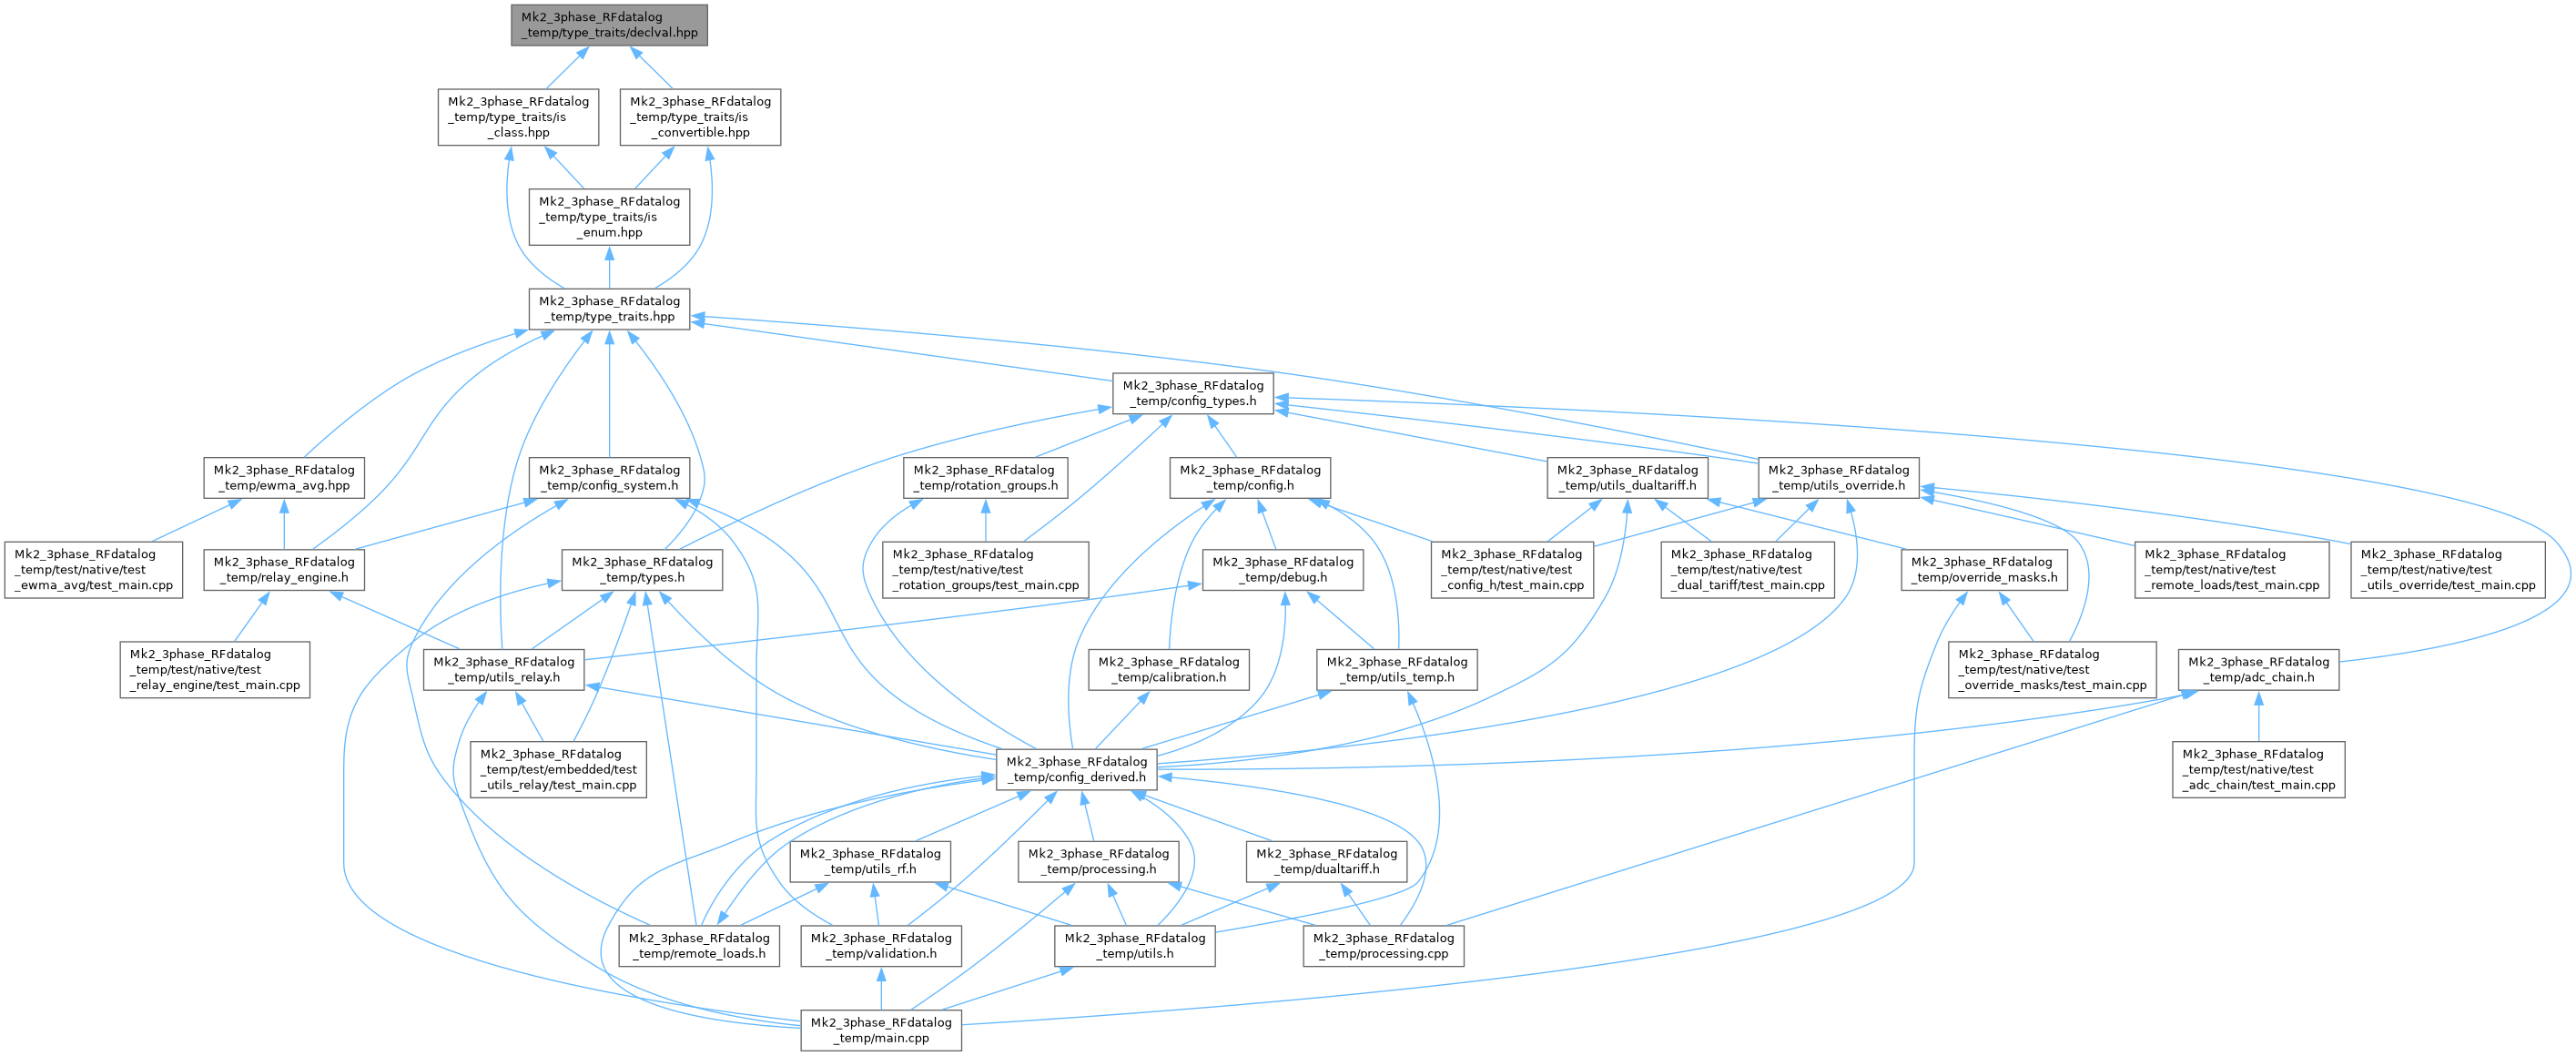 Mk2_3phase_RFdatalog
_temp/type_traits/declval.hpp
Mk2_3phase_RFdatalog
_temp/type_traits/is
_class.hpp
Mk2_3phase_RFdatalog
_temp/type_traits/is
_convertible.hpp
Mk2_3phase_RFdatalog
_temp/type_traits/is
_enum.hpp
Mk2_3phase_RFdatalog
_temp/type_traits.hpp
Mk2_3phase_RFdatalog
_temp/config_types.h
Mk2_3phase_RFdatalog
_temp/ewma_avg.hpp
Mk2_3phase_RFdatalog
_temp/config_system.h
Mk2_3phase_RFdatalog
_temp/rotation_groups.h
Mk2_3phase_RFdatalog
_temp/config.h
Mk2_3phase_RFdatalog
_temp/utils_dualtariff.h
Mk2_3phase_RFdatalog
_temp/utils_override.h
Mk2_3phase_RFdatalog
_temp/test/native/test
_ewma_avg/test_main.cpp
Mk2_3phase_RFdatalog
_temp/relay_engine.h
Mk2_3phase_RFdatalog
_temp/types.h
Mk2_3phase_RFdatalog
_temp/test/native/test
_rotation_groups/test_main.cpp
Mk2_3phase_RFdatalog
_temp/debug.h
Mk2_3phase_RFdatalog
_temp/test/native/test
_config_h/test_main.cpp
Mk2_3phase_RFdatalog
_temp/test/native/test
_dual_tariff/test_main.cpp
Mk2_3phase_RFdatalog
_temp/override_masks.h
Mk2_3phase_RFdatalog
_temp/test/native/test
_remote_loads/test_main.cpp
Mk2_3phase_RFdatalog
_temp/test/native/test
_utils_override/test_main.cpp
Mk2_3phase_RFdatalog
_temp/test/native/test
_relay_engine/test_main.cpp
Mk2_3phase_RFdatalog
_temp/utils_relay.h
Mk2_3phase_RFdatalog
_temp/calibration.h
Mk2_3phase_RFdatalog
_temp/utils_temp.h
Mk2_3phase_RFdatalog
_temp/test/native/test
_override_masks/test_main.cpp
Mk2_3phase_RFdatalog
_temp/adc_chain.h
Mk2_3phase_RFdatalog
_temp/test/embedded/test
_utils_relay/test_main.cpp
Mk2_3phase_RFdatalog
_temp/config_derived.h
Mk2_3phase_RFdatalog
_temp/test/native/test
_adc_chain/test_main.cpp
Mk2_3phase_RFdatalog
_temp/utils_rf.h
Mk2_3phase_RFdatalog
_temp/processing.h
Mk2_3phase_RFdatalog
_temp/dualtariff.h
Mk2_3phase_RFdatalog
_temp/remote_loads.h
Mk2_3phase_RFdatalog
_temp/validation.h
Mk2_3phase_RFdatalog
_temp/utils.h
Mk2_3phase_RFdatalog
_temp/processing.cpp
Mk2_3phase_RFdatalog
_temp/main.cpp